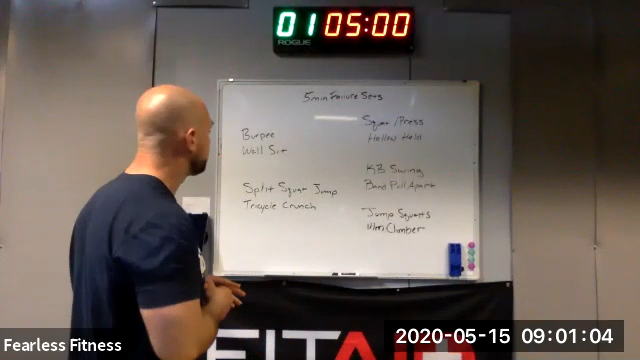 01 05:00
ROGUE
5min Failure Sets
Burpee
Wall Sit
Split Squat Jump
Tricycle Crunch
Squat/Press
Hollow Hold
KB Swing
Band Pull Apart
Jump Squats
Mtn Climber
FITAID
2020-05-15 09:01:04
Fearless Fitness